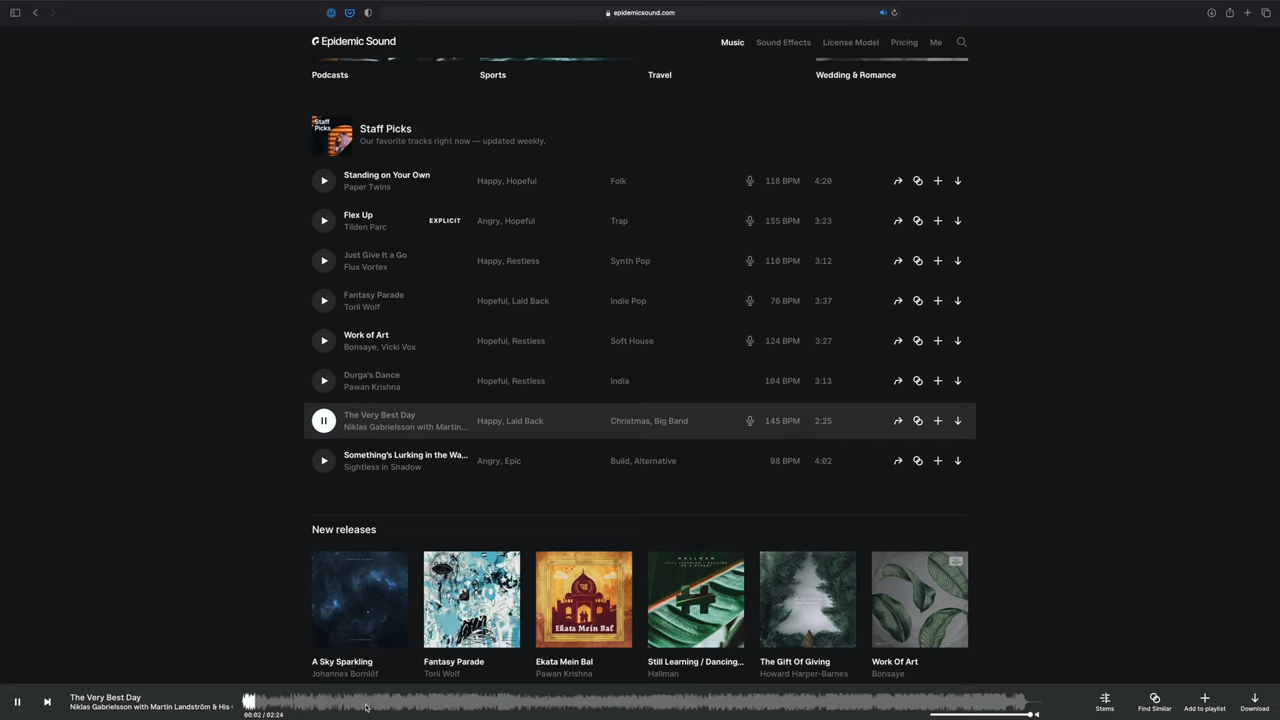 epidemicsound.com
Epidemic Sound
Music
Sound Effects
License Model
Pricing
Me
Podcasts
Sports
Travel
Wedding & Romance
Staff Picks
Staff Picks
Our favorite tracks right now — updated weekly.
Standing on Your Own
Paper Twins
Happy, Hopeful
Folk
118 BPM
4:20
Flex Up
Tilden Parc
EXPLICIT
Angry, Hopeful
Trap
155 BPM
3:23
Just Give It a Go
Flux Vortex
Happy, Restless
Synth Pop
110 BPM
3:12
Fantasy Parade
Torii Wolf
Hopeful, Laid Back
Indie Pop
76 BPM
3:37
Work of Art
Bonsaye, Vicki Vox
Hopeful, Restless
Soft House
124 BPM
3:27
Durga's Dance
Pawan Krishna
Hopeful, Restless
India
104 BPM
3:13
The Very Best Day
Niklas Gabrielsson with Martin...
Happy, Laid Back
Christmas, Big Band
145 BPM
2:25
Something's Lurking in the Wa...
Sightless in Shadow
Angry, Epic
Build, Alternative
98 BPM
4:02
New releases
Ekata Mein Bal
HALLMAN
A Sky Sparkling
Johannes Bornlöf
Fantasy Parade
Torii Wolf
Ekata Mein Bal
Pawan Krishna
Still Learning / Dancing...
Hallman
The Gift Of Giving
Howard Harper-Barnes
Work Of Art
Bonsaye
The Very Best Day
Niklas Gabrielsson with Martin Landström & His
00:02 / 02:24
Stems
Find Similar
Add to playlist
Download